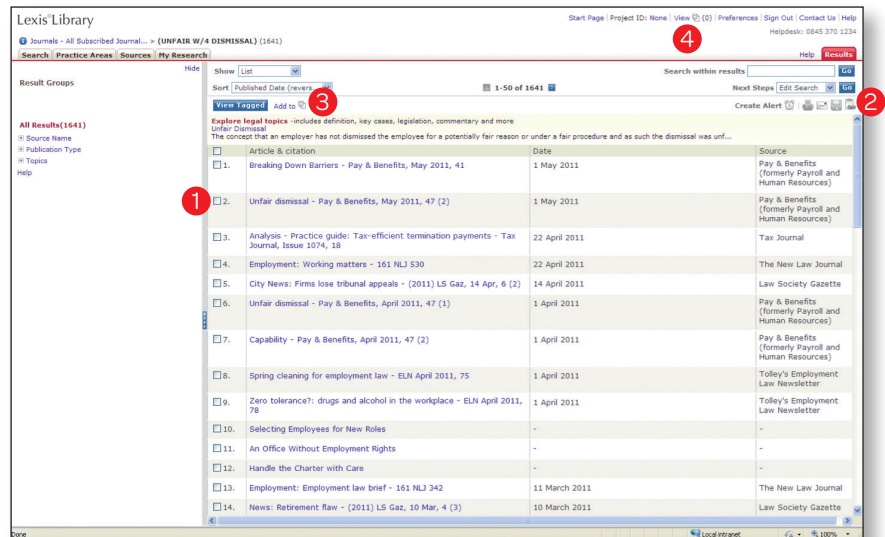 Lexis®Library
Start Page | Project ID: None | View (0) | Preferences | Sign Out | Contact Us | Help
Journals - All Subscribed Journal... > (UNFAIR W/4 DISMISSAL) (1641)
Helpdesk: 0845 370 1234
4
Search Practice Areas Sources My Research
Help Results
Hide
Show List
Search within results Go
Result Groups
Sort Published Date (revers...
1-50 of 1641
Next Steps Edit Search Go
View Tagged Add to
3
Create Alert
2
All Results(1641)
Source Name
Publication Type
Topics
Help
Explore legal topics -includes definition, key cases, legislation, commentary and more
Unfair Dismissal
The concept that an employer has not dismissed the employee for a potentially fair reason or under a fair procedure and as such the dismissal was unf...
Article & citation Date Source
1. Breaking Down Barriers - Pay & Benefits, May 2011, 41 1 May 2011 Pay & Benefits
(formerly Payroll and
Human Resources)
1
2. Unfair dismissal - Pay & Benefits, May 2011, 47 (2) 1 May 2011 Pay & Benefits
(formerly Payroll and
Human Resources)
3. Analysis - Practice guide: Tax-efficient termination payments - Tax
Journal, Issue 1074, 18 22 April 2011 Tax Journal
4. Employment: Working matters - 161 NLJ 530 22 April 2011 The New Law Journal
5. City News: Firms lose tribunal appeals - (2011) LS Gaz, 14 Apr, 6 (2) 14 April 2011 Law Society Gazette
6. Unfair dismissal - Pay & Benefits, April 2011, 47 (1) 1 April 2011 Pay & Benefits
(formerly Payroll and
Human Resources)
7. Capability - Pay & Benefits, April 2011, 47 (2) 1 April 2011 Pay & Benefits
(formerly Payroll and
Human Resources)
8. Spring cleaning for employment law - ELN April 2011, 75 1 April 2011 Tolley's Employment
Law Newsletter
9. Zero tolerance?: drugs and alcohol in the workplace - ELN April 2011,
78 1 April 2011 Tolley's Employment
Law Newsletter
10. Selecting Employees for New Roles - -
11. An Office Without Employment Rights - -
12. Handle the Charter with Care - -
13. Employment: Employment law brief - 161 NLJ 342 11 March 2011 The New Law Journal
14. News: Retirement flaw - (2011) LS Gaz, 10 Mar, 4 (3) 10 March 2011 Law Society Gazette
Done Local intranet 100%